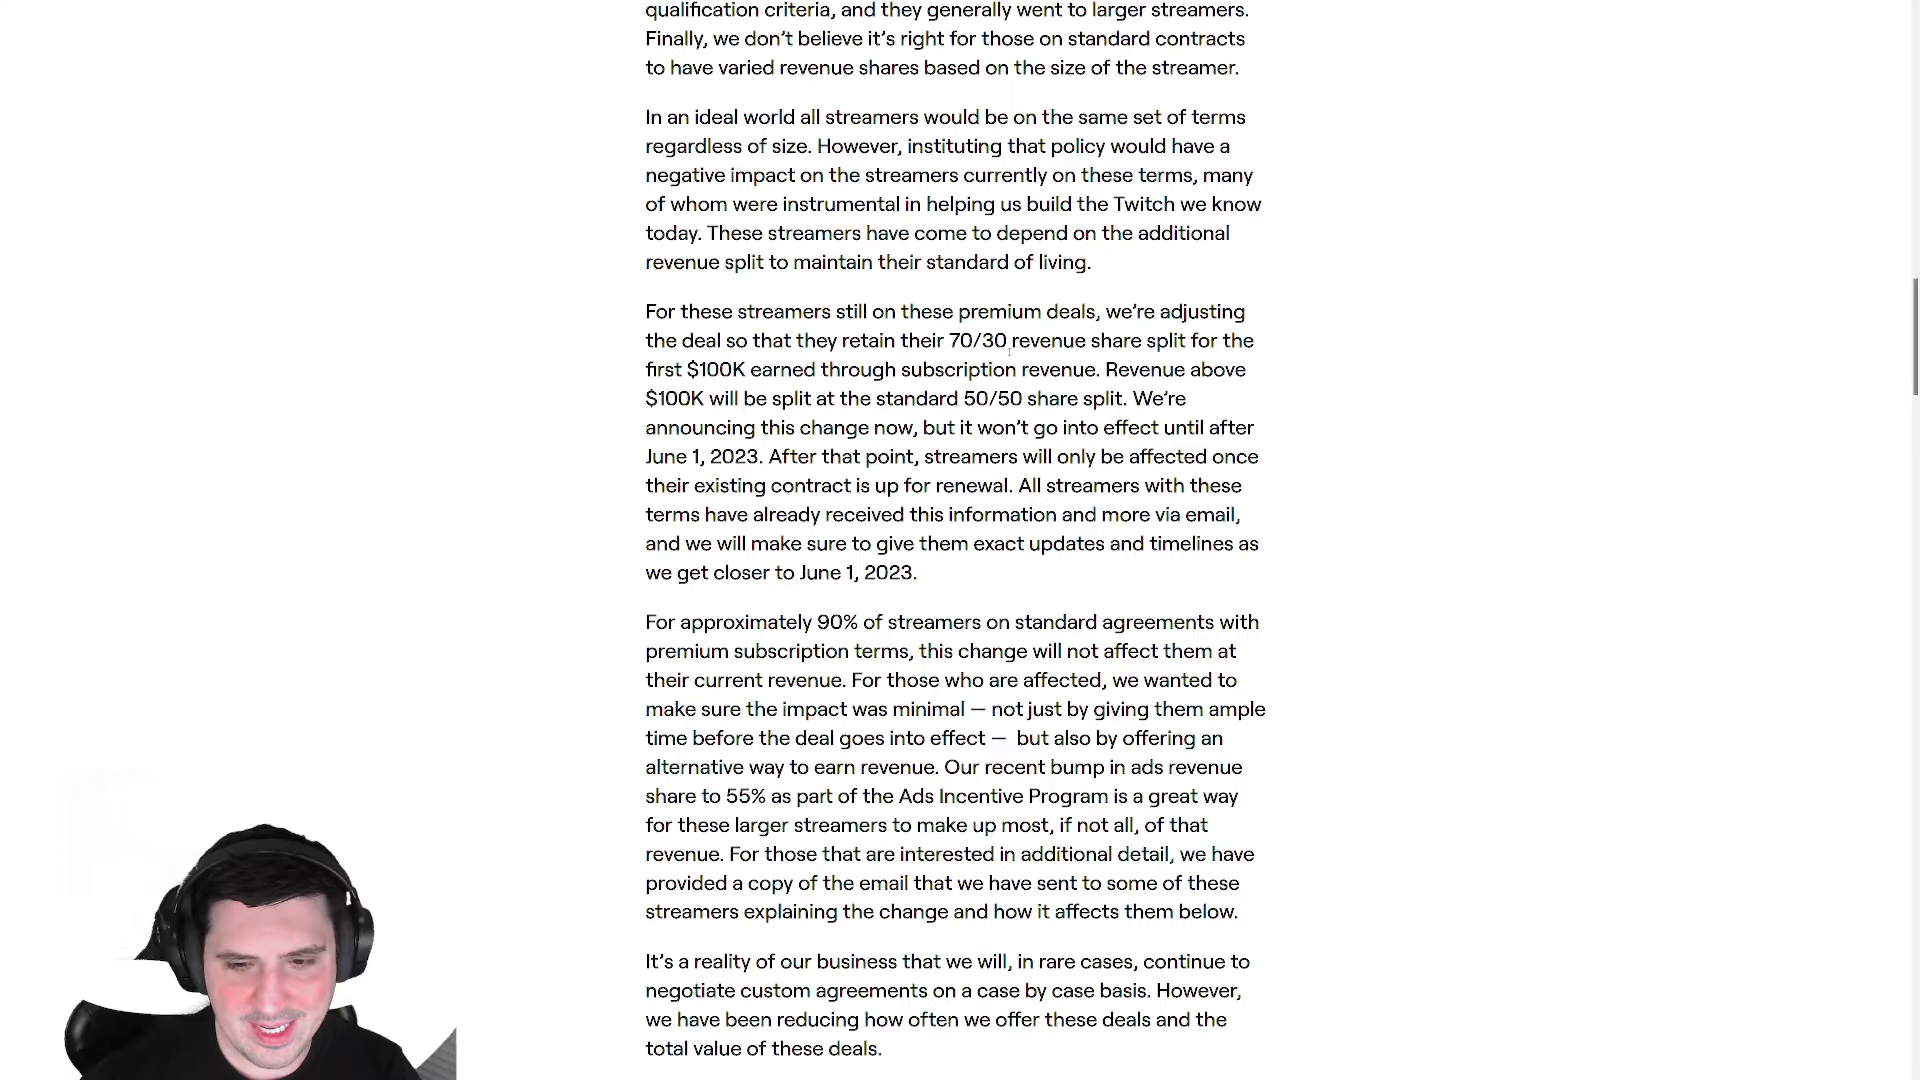 qualification criteria, and they generally went to larger streamers.
Finally, we don’t believe it’s right for those on standard contracts
to have varied revenue shares based on the size of the streamer.
In an ideal world all streamers would be on the same set of terms
regardless of size. However, instituting that policy would have a
negative impact on the streamers currently on these terms, many
of whom were instrumental in helping us build the Twitch we know
today. These streamers have come to depend on the additional
revenue split to maintain their standard of living.
For these streamers still on these premium deals, we’re adjusting
the deal so that they retain their 70/30 revenue share split for the
first $100K earned through subscription revenue. Revenue above
$100K will be split at the standard 50/50 share split. We’re
announcing this change now, but it won’t go into effect until after
June 1, 2023. After that point, streamers will only be affected once
their existing contract is up for renewal. All streamers with these
terms have already received this information and more via email,
and we will make sure to give them exact updates and timelines as
we get closer to June 1, 2023.
For approximately 90% of streamers on standard agreements with
premium subscription terms, this change will not affect them at
their current revenue. For those who are affected, we wanted to
make sure the impact was minimal — not just by giving them ample
time before the deal goes into effect —  but also by offering an
alternative way to earn revenue. Our recent bump in ads revenue
share to 55% as part of the Ads Incentive Program is a great way
for these larger streamers to make up most, if not all, of that
revenue. For those that are interested in additional detail, we have
provided a copy of the email that we have sent to some of these
streamers explaining the change and how it affects them below.
It’s a reality of our business that we will, in rare cases, continue to
negotiate custom agreements on a case by case basis. However,
we have been reducing how often we offer these deals and the
total value of these deals.